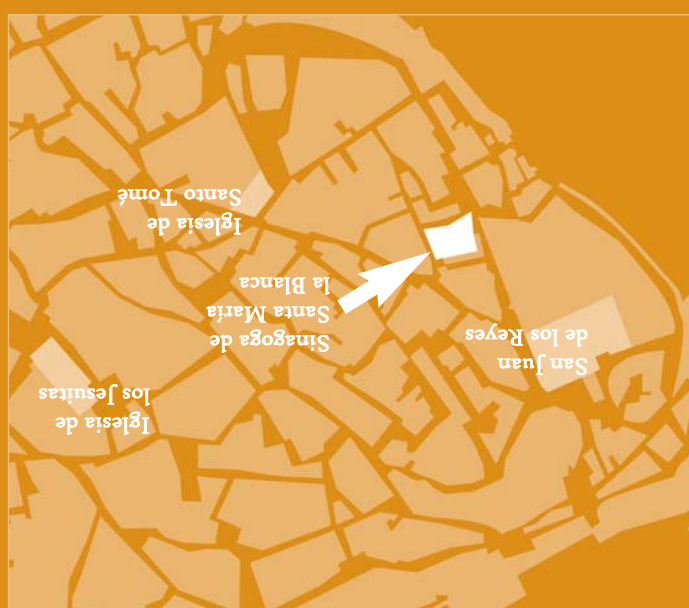 San Juan
de los Reyes
Iglesia de
los Jesuitas
Sinagoga de
Santa María
la Blanca
Iglesia de
Santo Tomé